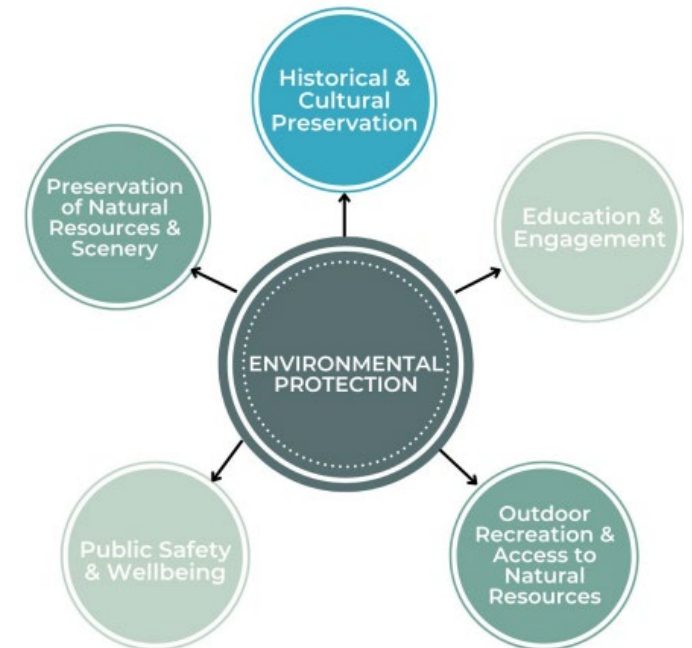 Historical &
Cultural
Preservation
Preservation
of Natural
Resources &
Scenery
Education &
Engagement
ENVIRONMENTAL
PROTECTION
Public Safety
& Wellbeing
Outdoor
Recreation &
Access to
Natural
Resources